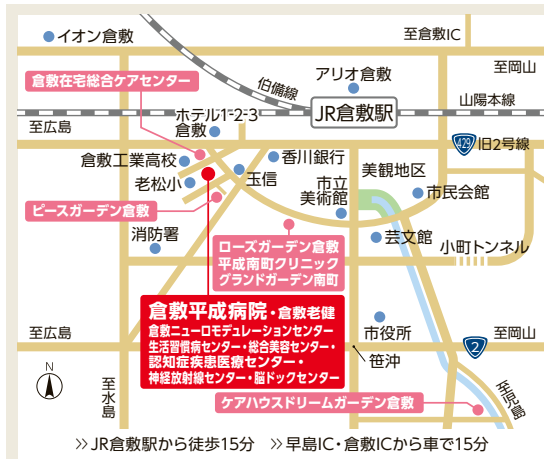 イオン倉敷
至倉敷IC
至岡山
倉敷在宅総合ケアセンター
伯備線
アリオ倉敷
ホテル1-2-3
倉敷
JR倉敷駅
山陽本線
至広島
429
旧2号線
倉敷工業高校
香川銀行
美観地区
老松小
玉信
市立
美術館
市民会館
ピースガーデン倉敷
消防署
ローズガーデン倉敷
平成南町クリニック
グランドガーデン南町
芸文館
小町トンネル
倉敷平成病院・倉敷老健
倉敷ニューロモデュレーションセンター
生活習慣病センター・総合美容センター・
認知症疾患医療センター・
神経放射線センター・脳ドックセンター
至広島
市役所
2
至岡山
笹沖
N
至水島
至児島
ケアハウスドリームガーデン倉敷
≫JR倉敷駅から徒歩15分 ≫早島IC・倉敷ICから車で15分